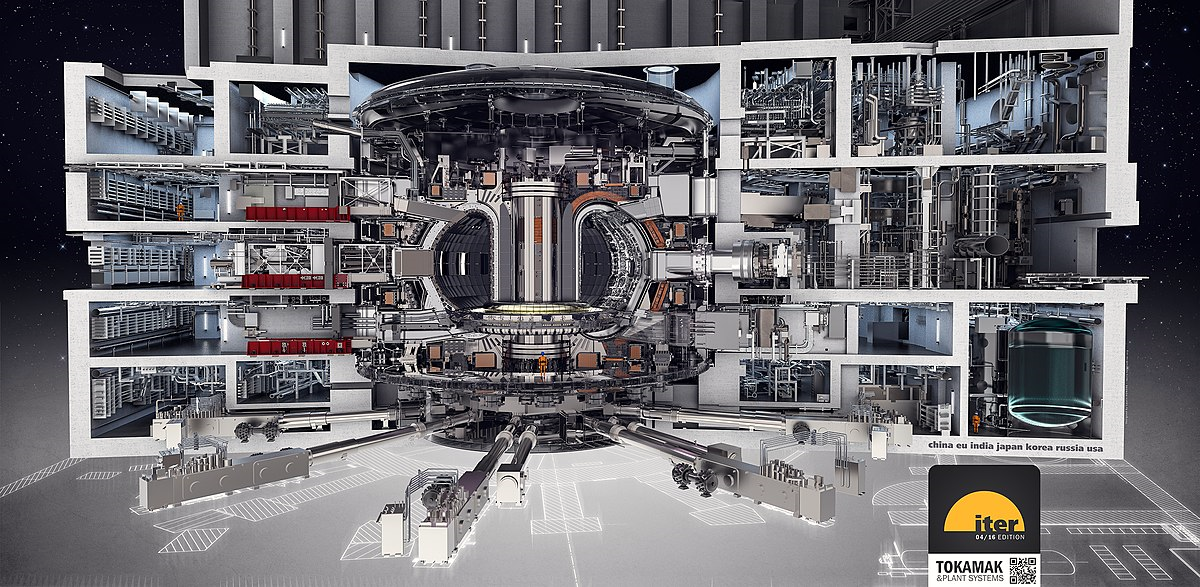 china eu india japan korea russia usa
iter
04/16 EDITION
TOKAMAK
& PLANT SYSTEMS